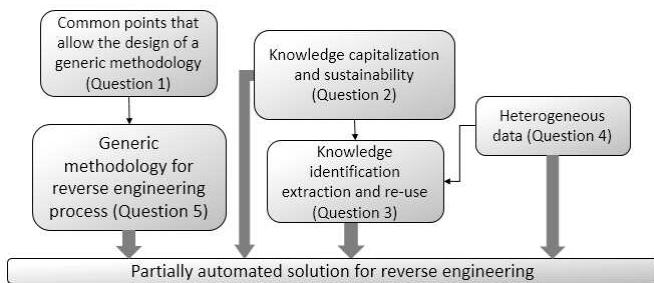 Common points that
allow the design of a
generic methodology
(Question 1)
Knowledge capitalization
and sustainability
(Question 2)
Heterogeneous
data (Question 4)
Generic
methodology for
reverse engineering
process (Question 5)
Knowledge
identification
extraction and re-use
(Question 3)
Partially automated solution for reverse engineering